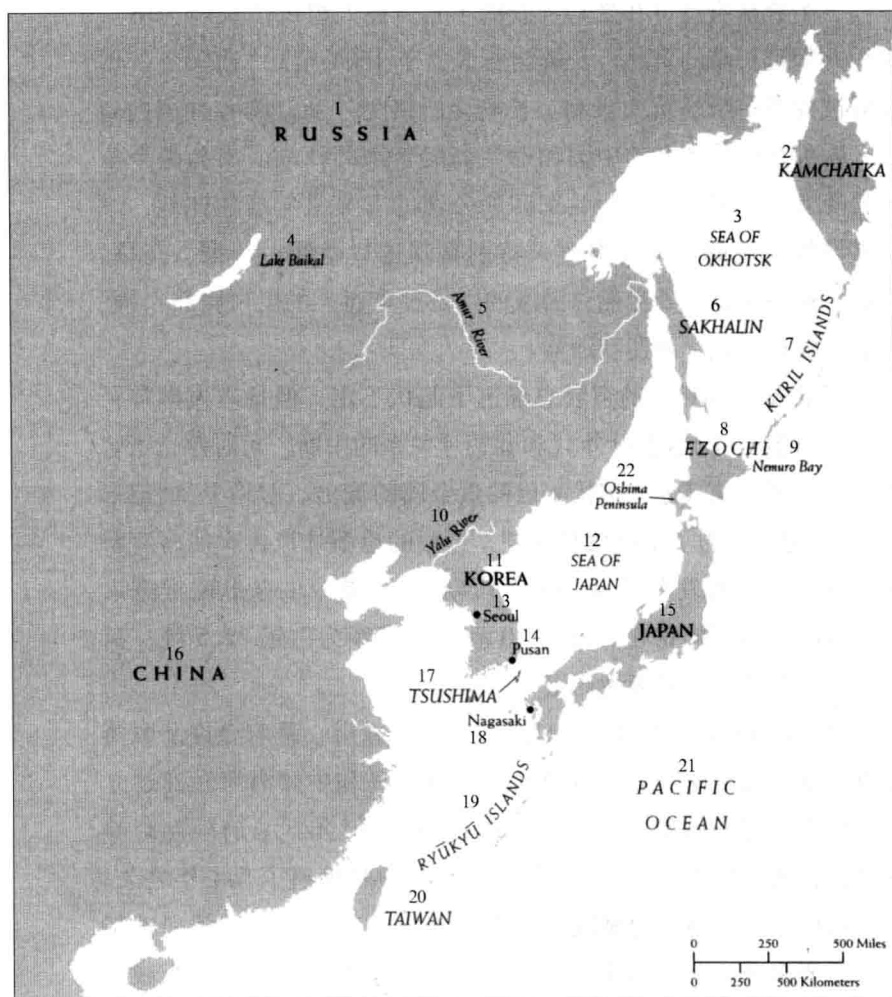 1
RUSSIA
2
KAMCHATKA
3
SEA OF
OKHOTSK
4
Lake Baikal
5
Amur River
6
SAKHALIN
7
KURIL ISLANDS
8
EZOCHI
9
Nemuro Bay
22
Oshima
Peninsula
10
Yalu River
11
KOREA
12
SEA OF
JAPAN
13
Seoul
14
Pusan
15
JAPAN
16
CHINA
17
TSUSHIMA
Nagasaki
18
19
RYŪKYŪ ISLANDS
21
PACIFIC
OCEAN
20
TAIWAN
0 250 500 Miles
0 250 500 Kilometers